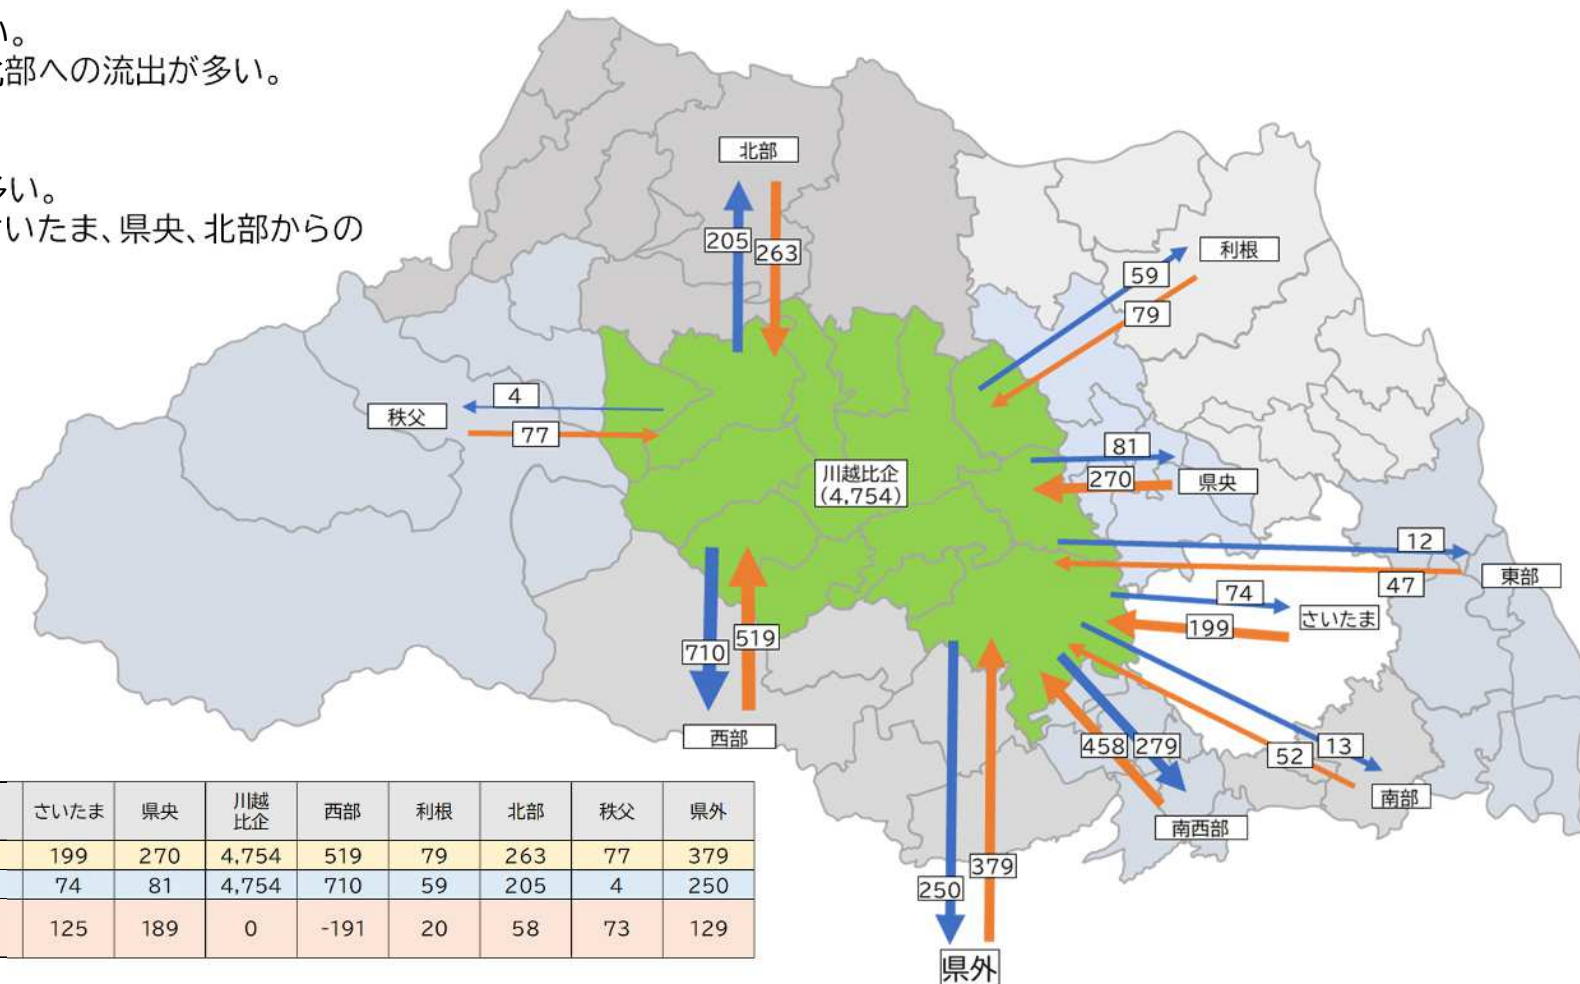 い。
部への流出が多い。
多い。
いたま、県央、北部からの
北部
205
263
利根
59
79
秩父
4
77
川越比企
(4,754)
81
270
県央
12
47
東部
74
199
さいたま
710
519
西部
458
279
南西部
52
13
南部
250
379
県外
さいたま 県央 川越 西部 利根 北部 秩父 県外
比企
199 270 4,754 519 79 263 77 379
74 81 4,754 710 59 205 4 250
125 189 0 -191 20 58 73 129